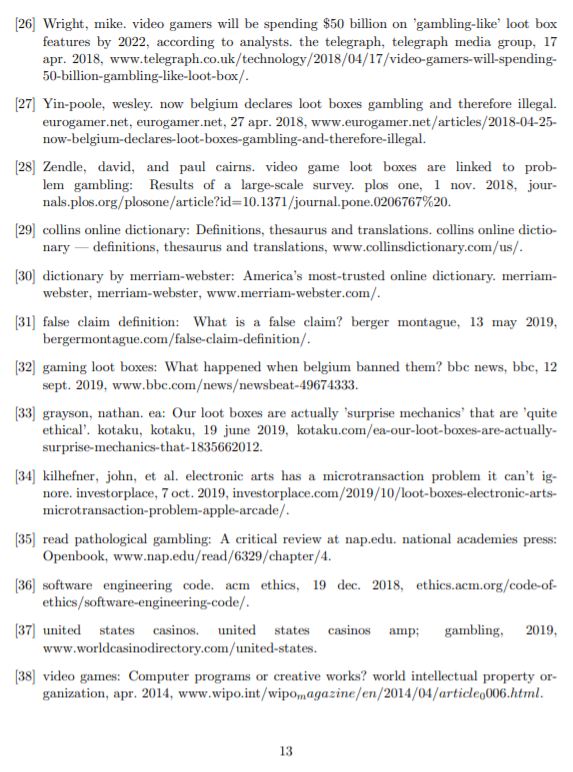 [26] Wright, mike. video gamers will be spending $50 billion on 'gambling-like' loot box
features by 2022, according to analysts. the telegraph, telegraph media group, 17
apr. 2018, www.telegraph.co.uk/technology/2018/04/17/video-gamers-will-spending-
50-billion-gambling-like-loot-box/.
[27] Yin-poole, wesley. now belgium declares loot boxes gambling and therefore illegal.
eurogamer.net, eurogamer.net, 27 apr. 2018, www.eurogamer.net/articles/2018-04-25-
now-belgium-declares-loot-boxes-gambling-and-therefore-illegal.
[28] Zendle, david, and paul cairns. video game loot boxes are linked to prob-
lem gambling: Results of a large-scale survey. plos one, 1 nov. 2018, jour-
nals.plos.org/plosone/article?id=10.1371/journal.pone.0206767%20.
[29] collins online dictionary: Definitions, thesaurus and translations. collins online dictio-
nary — definitions, thesaurus and translations, www.collinsdictionary.com/us/.
[30] dictionary by merriam-webster: America's most-trusted online dictionary. merriam-
webster, merriam-webster, www.merriam-webster.com/.
[31] false claim definition: What is a false claim? berger montague, 13 may 2019,
bergermontague.com/false-claim-definition/.
[32] gaming loot boxes: What happened when belgium banned them? bbc news, bbc, 12
sept. 2019, www.bbc.com/news/newsbeat-49674333.
[33] grayson, nathan. ea: Our loot boxes are actually 'surprise mechanics' that are 'quite
ethical'. kotaku, kotaku, 19 june 2019, kotaku.com/ea-our-loot-boxes-are-actually-
surprise-mechanics-that-1835662012.
[34] kilhefner, john, et al. electronic arts has a microtransaction problem it can't ig-
nore. investorplace, 7 oct. 2019, investorplace.com/2019/10/loot-boxes-electronic-arts-
microtransaction-problem-apple-arcade/.
[35] read pathological gambling: A critical review at nap.edu. national academies press:
Openbook, www.nap.edu/read/6329/chapter/4.
[36] software engineering code. acm ethics, 19 dec. 2018, ethics.acm.org/code-of-
ethics/software-engineering-code/.
[37] united states casinos. united states casinos amp; gambling, 2019,
www.worldcasinodirectory.com/united-states.
[38] video games: Computer programs or creative works? world intellectual property or-
ganization, apr. 2014, www.wipo.int/wipoₘagazine/en/2014/04/article₀006.html.
13